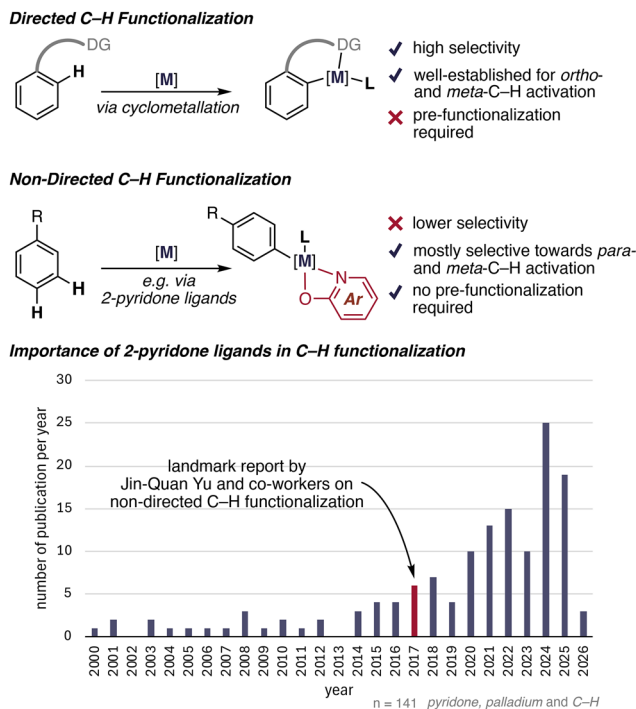 Directed C–H Functionalization
DG
H
[M]
via cyclometallation
DG
[M]
L
high selectivity
well-established for ortho-
and meta-C–H activation
pre-functionalization
required
Non-Directed C–H Functionalization
R
H
H
[M]
e.g. via
2-pyridone ligands
R
L
[M]
N
O
Ar
lower selectivity
mostly selective towards para-
and meta-C–H activation
no pre-functionalization
required
Importance of 2-pyridone ligands in C–H functionalization
number of publication per year
30
25
20
15
10
5
0
landmark report by
Jin-Quan Yu and co-workers on
non-directed C–H functionalization
2000
2001
2002
2003
2004
2005
2006
2007
2008
2009
2010
2011
2012
2013
2014
2015
2016
2017
2018
2019
2020
2021
2022
2023
2024
2025
2026
year
n = 141 pyridone, palladium and C–H